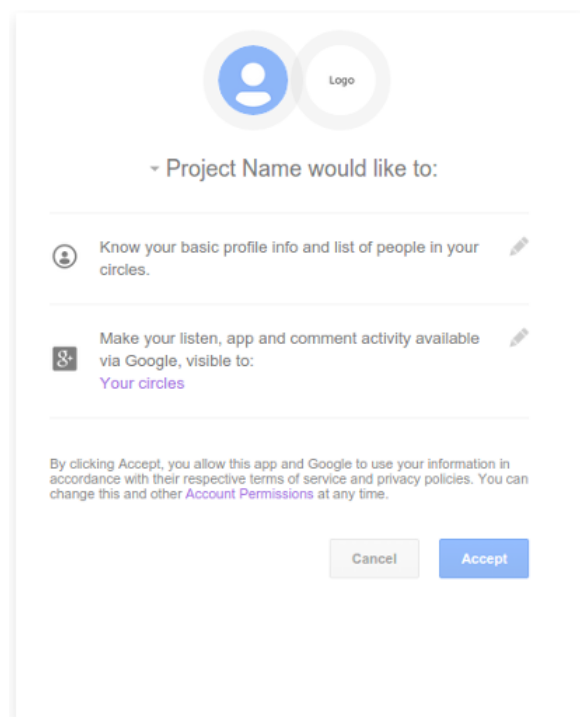 Logo
Project Name would like to:
Know your basic profile info and list of people in your
circles.
8+
Make your listen, app and comment activity available
via Google, visible to:
Your circles
By clicking Accept, you allow this app and Google to use your information in
accordance with their respective terms of service and privacy policies. You can
change this and other Account Permissions at any time.
Cancel
Accept